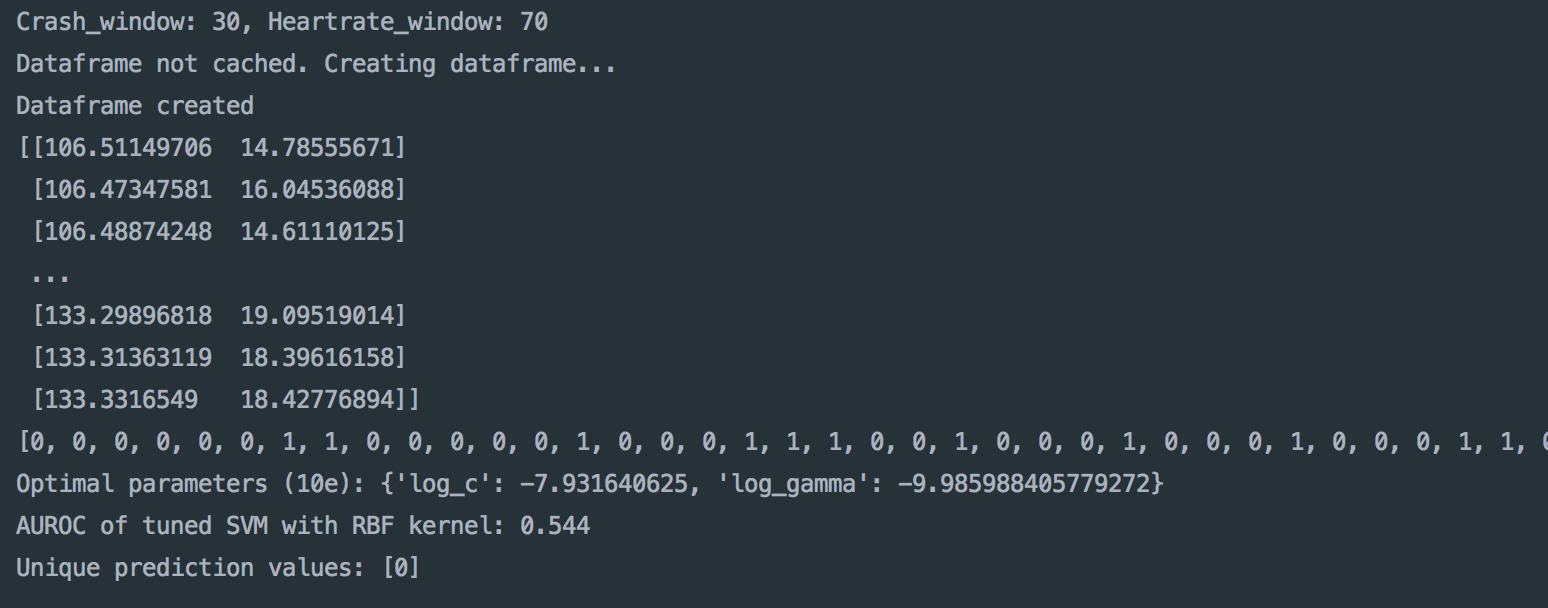 Crash_window: 30, Heartrate_window: 70
Dataframe not cached. Creating dataframe...
Dataframe created
[[106.51149706  14.78555671]
 [106.47347581  16.04536088]
 [106.48874248  14.61110125]
 ...
 [133.29896818  19.09519014]
 [133.31363119  18.39616158]
 [133.3316549   18.42776894]]
[0, 0, 0, 0, 0, 0, 1, 1, 0, 0, 0, 0, 0, 1, 0, 0, 0, 1, 1, 1, 0, 0, 1, 0, 0, 0, 1, 0, 0, 0, 1, 0, 0, 0, 1, 1, 0
Optimal parameters (10e): {'log_c': -7.931640625, 'log_gamma': -9.985988405779272}
AUROC of tuned SVM with RBF kernel: 0.544
Unique prediction values: [0]